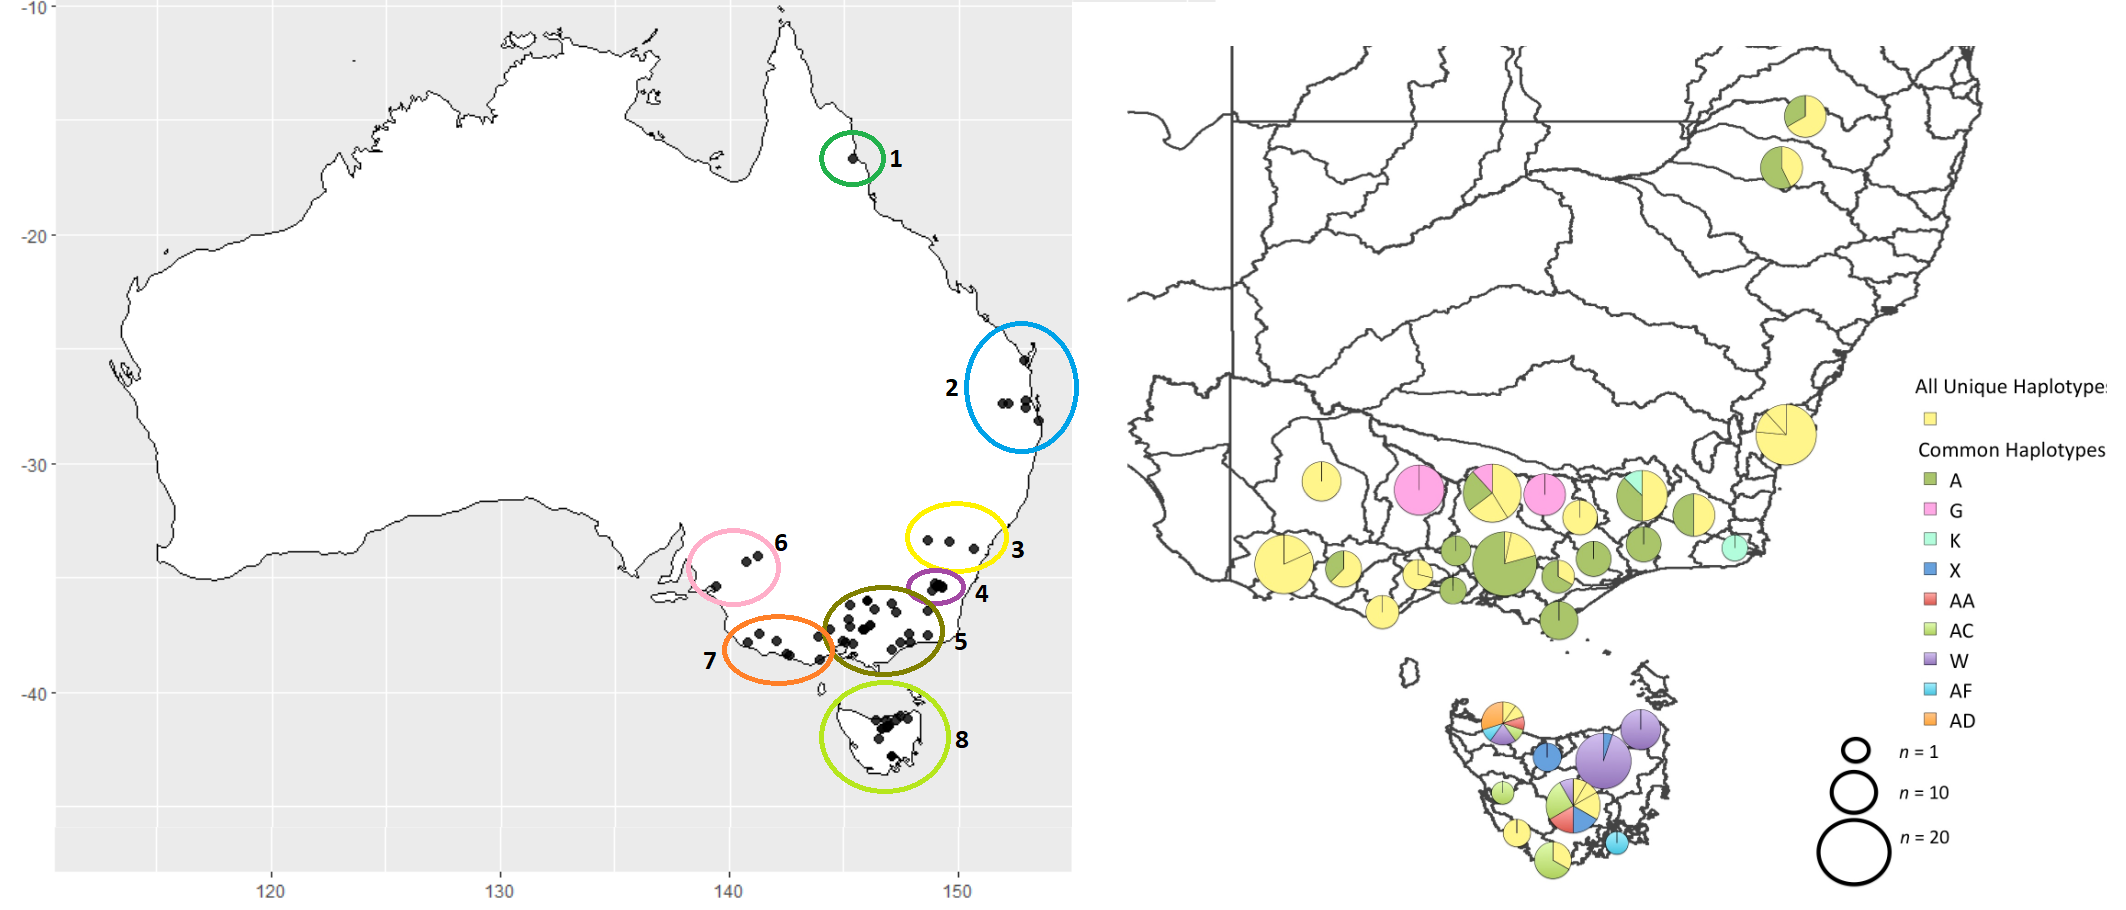 -10
-20
-30
-40
120
130
140
150
1
2
3
4
5
6
7
8
All Unique Haplotype
Common Haplotypes
A
G
K
X
AA
AC
W
AF
AD
n = 1
n = 10
n = 20